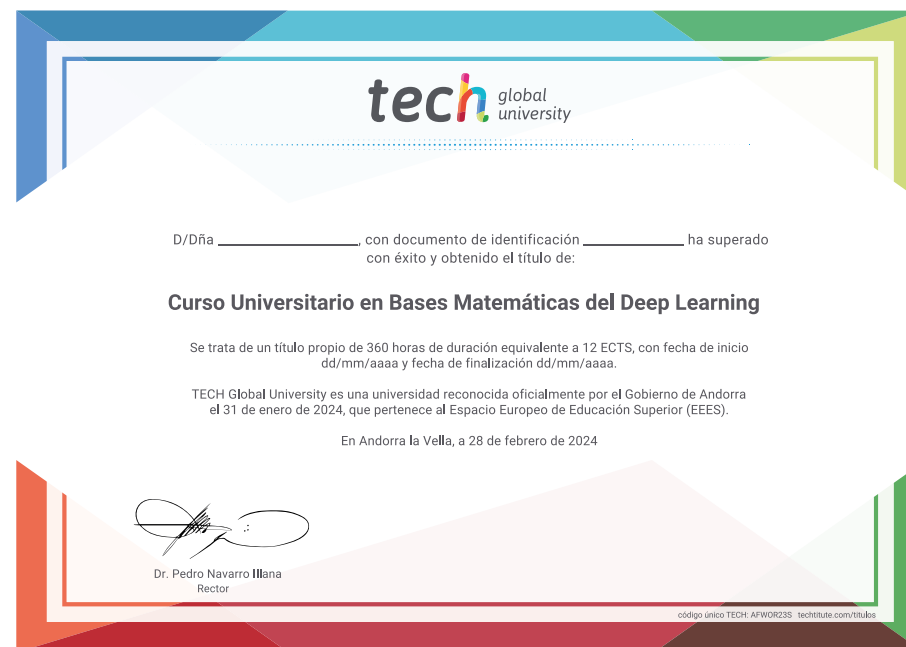 tech global
university
D/Dña ____________, con documento de identificación ____________ ha superado
con éxito y obtenido el título de:
Curso Universitario en Bases Matemáticas del Deep Learning
Se trata de un título propio de 360 horas de duración equivalente a 12 ECTS, con fecha de inicio
dd/mm/aaaa y fecha de finalización dd/mm/aaaa.
TECH Global University es una universidad reconocida oficialmente por el Gobierno de Andorra
el 31 de enero de 2024, que pertenece al Espacio Europeo de Educación Superior (EEES).
En Andorra la Vella, a 28 de febrero de 2024
Dr. Pedro Navarro Illana
Rector
código único TECH: AFWOR23S techtitute.com/titulos